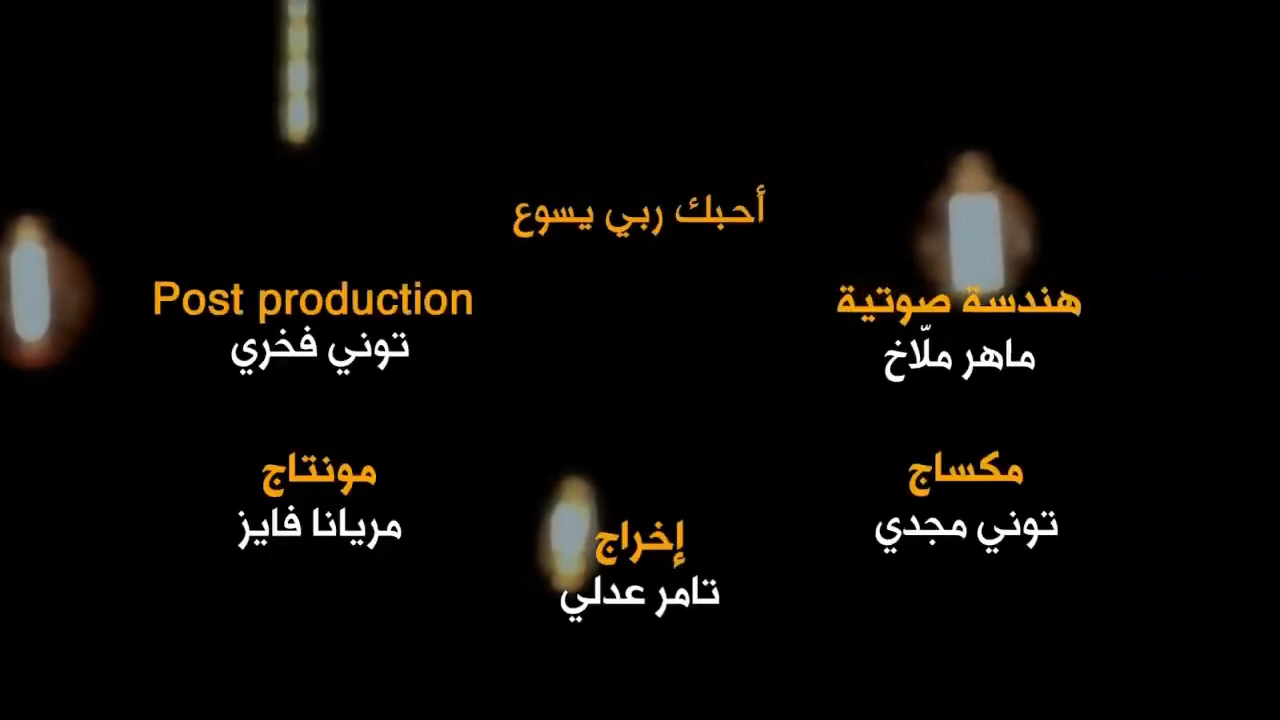 أحبك ربي يسوع
هندسة صوتية
ماهر ملّاخ
Post production
توني فخري
مكساج
توني مجدي
مونتاج
مريانا فايز
إخراج
تامر عدلي